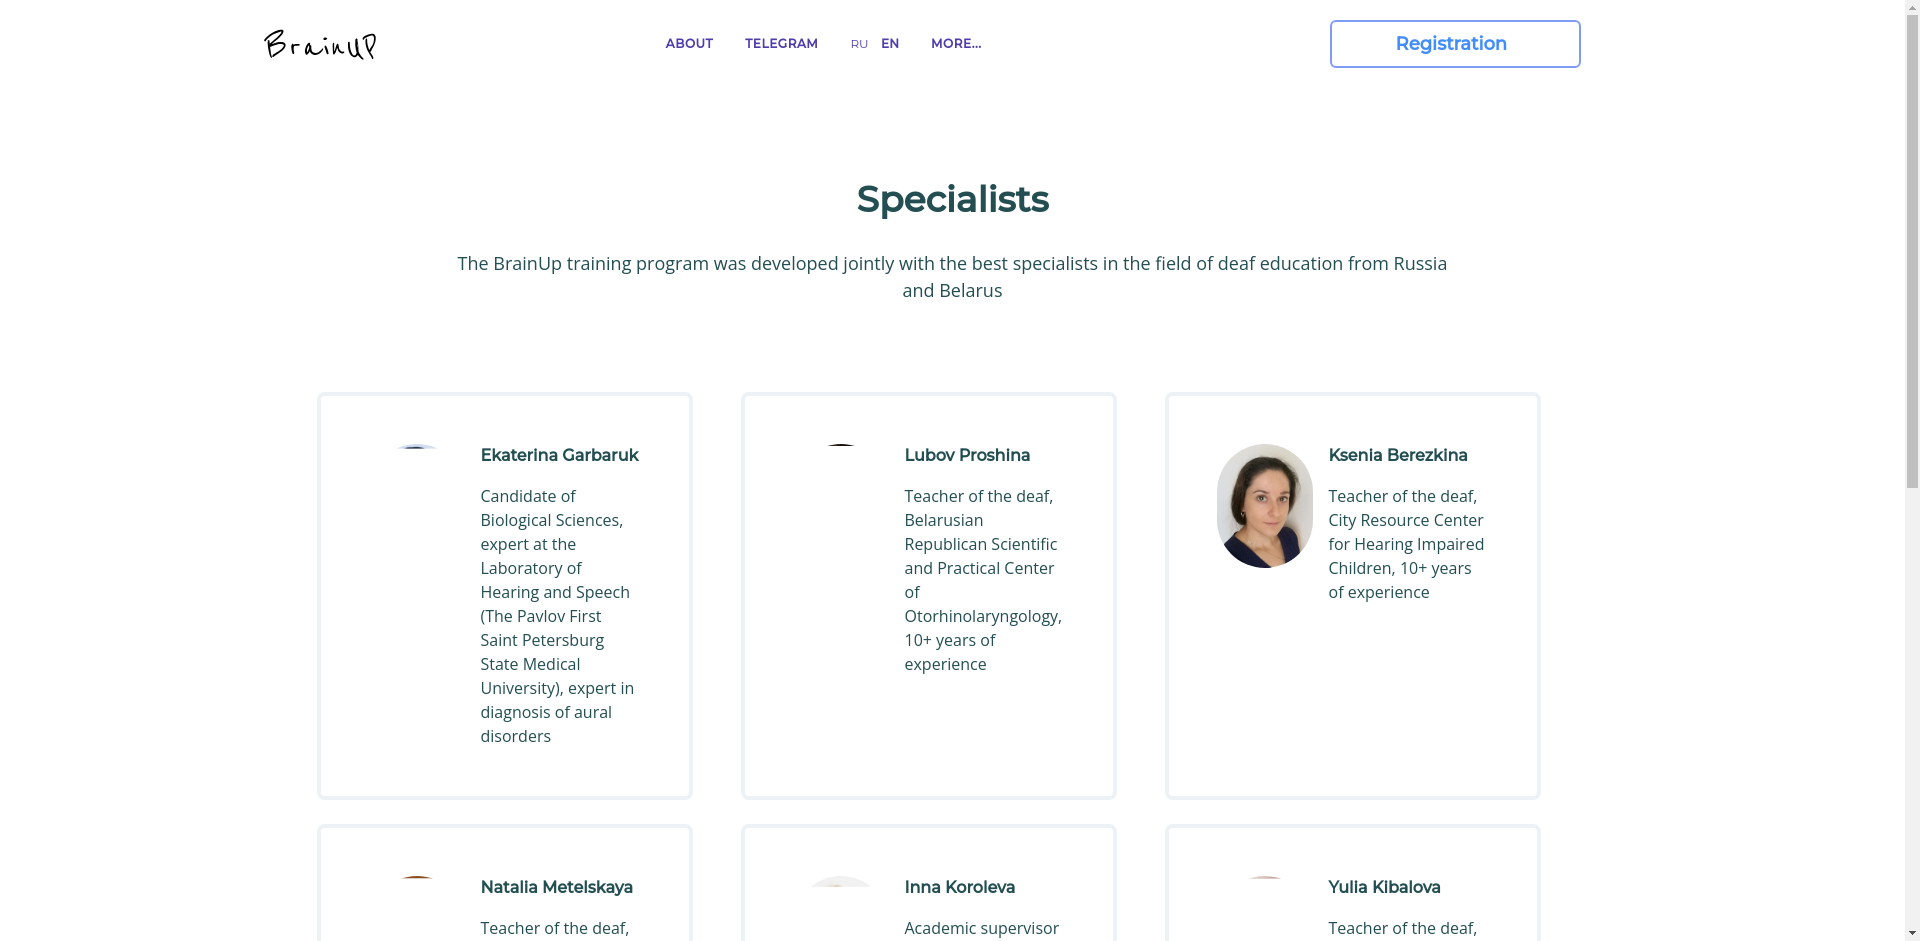 BrainUP
ABOUT TELEGRAM RU EN MORE...
Registration
Specialists
The BrainUp training program was developed jointly with the best specialists in the field of deaf education from Russia
and Belarus
Ekaterina Garbaruk
Candidate of
Biological Sciences,
expert at the
Laboratory of
Hearing and Speech
(The Pavlov First
Saint Petersburg
State Medical
University), expert in
diagnosis of aural
disorders
Lubov Proshina
Teacher of the deaf,
Belarusian
Republican Scientific
and Practical Center
of
Otorhinolaryngology,
10+ years of
experience
Ksenia Berezkina
Teacher of the deaf,
City Resource Center
for Hearing Impaired
Children, 10+ years
of experience
Natalia Metelskaya
Teacher of the deaf,
Inna Koroleva
Academic supervisor
Yulia Kibalova
Teacher of the deaf,